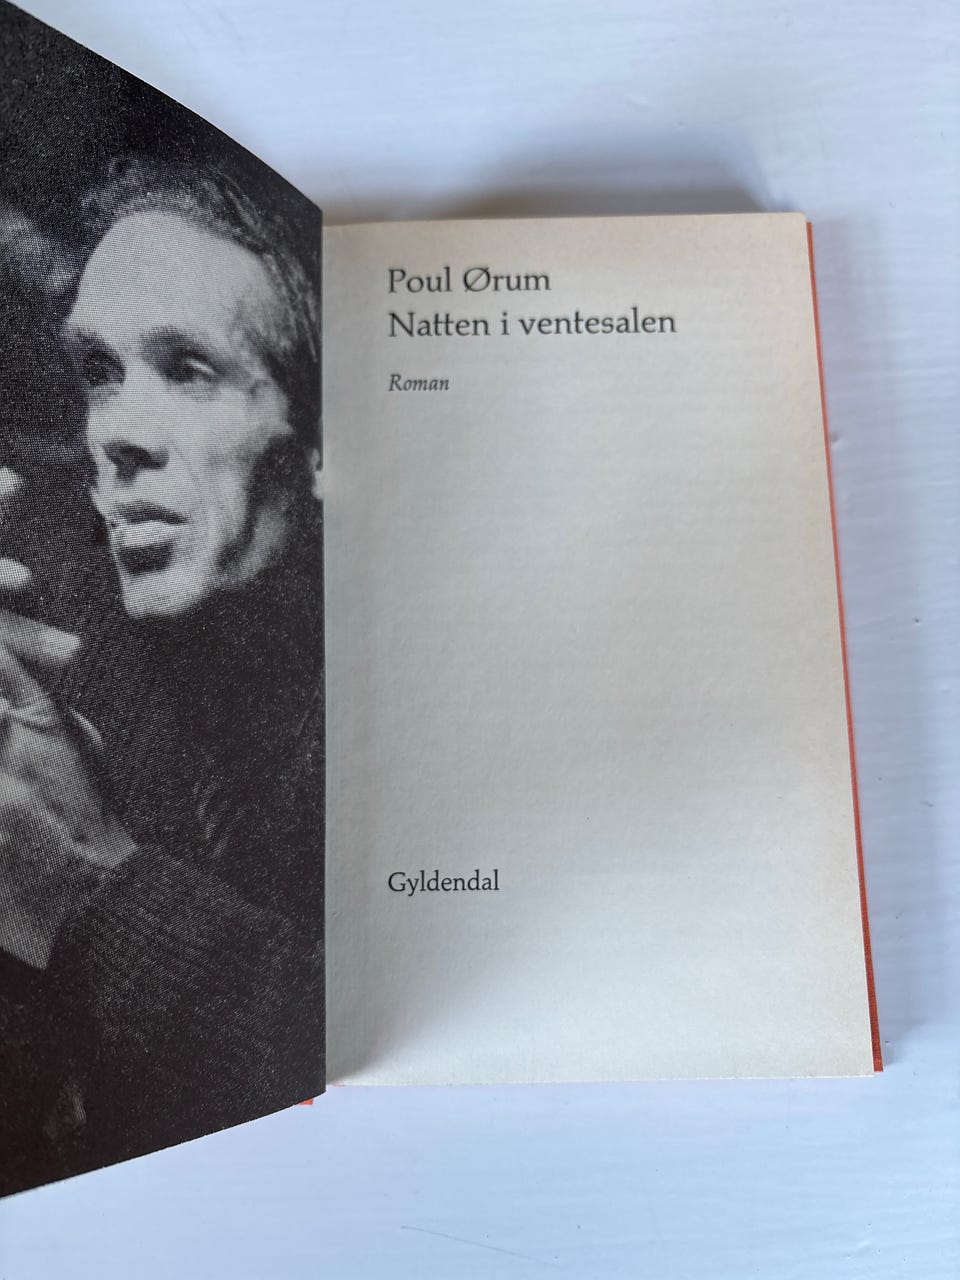 Poul Ørum
Natten i ventesalen
Roman
Gyldendal